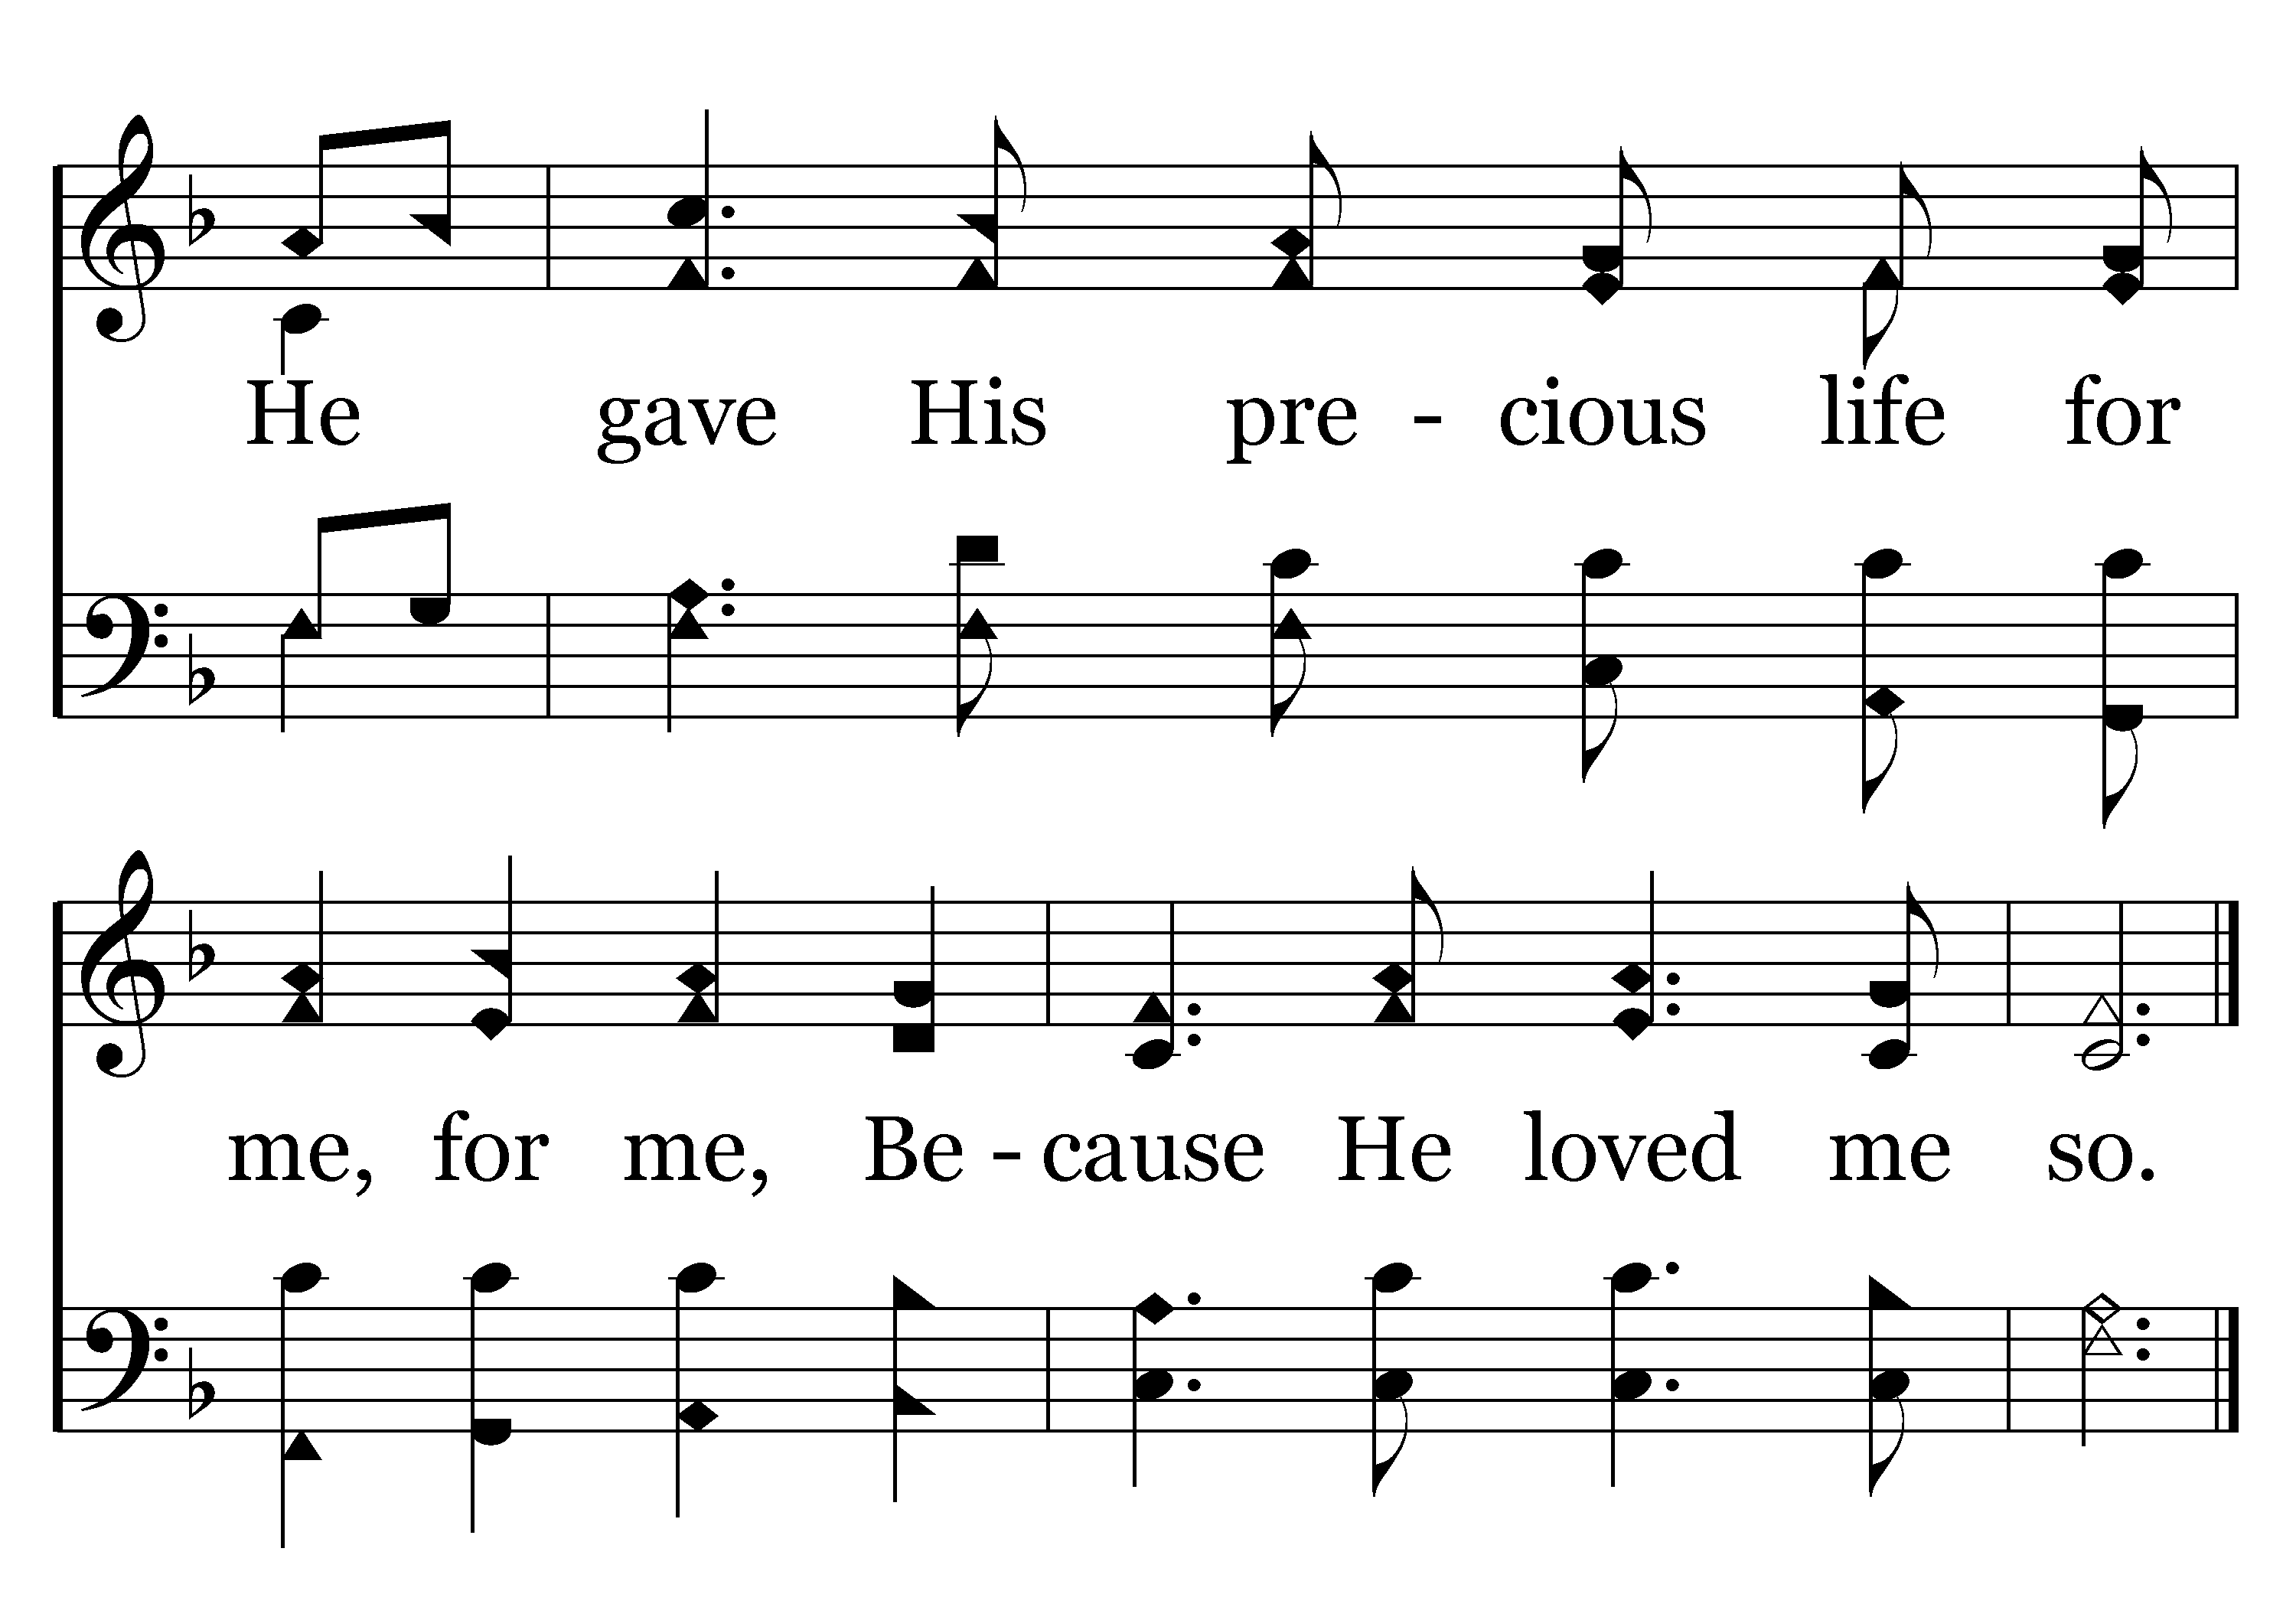 He gave His pre - cious life for
me, for me, Be - cause He loved me so.